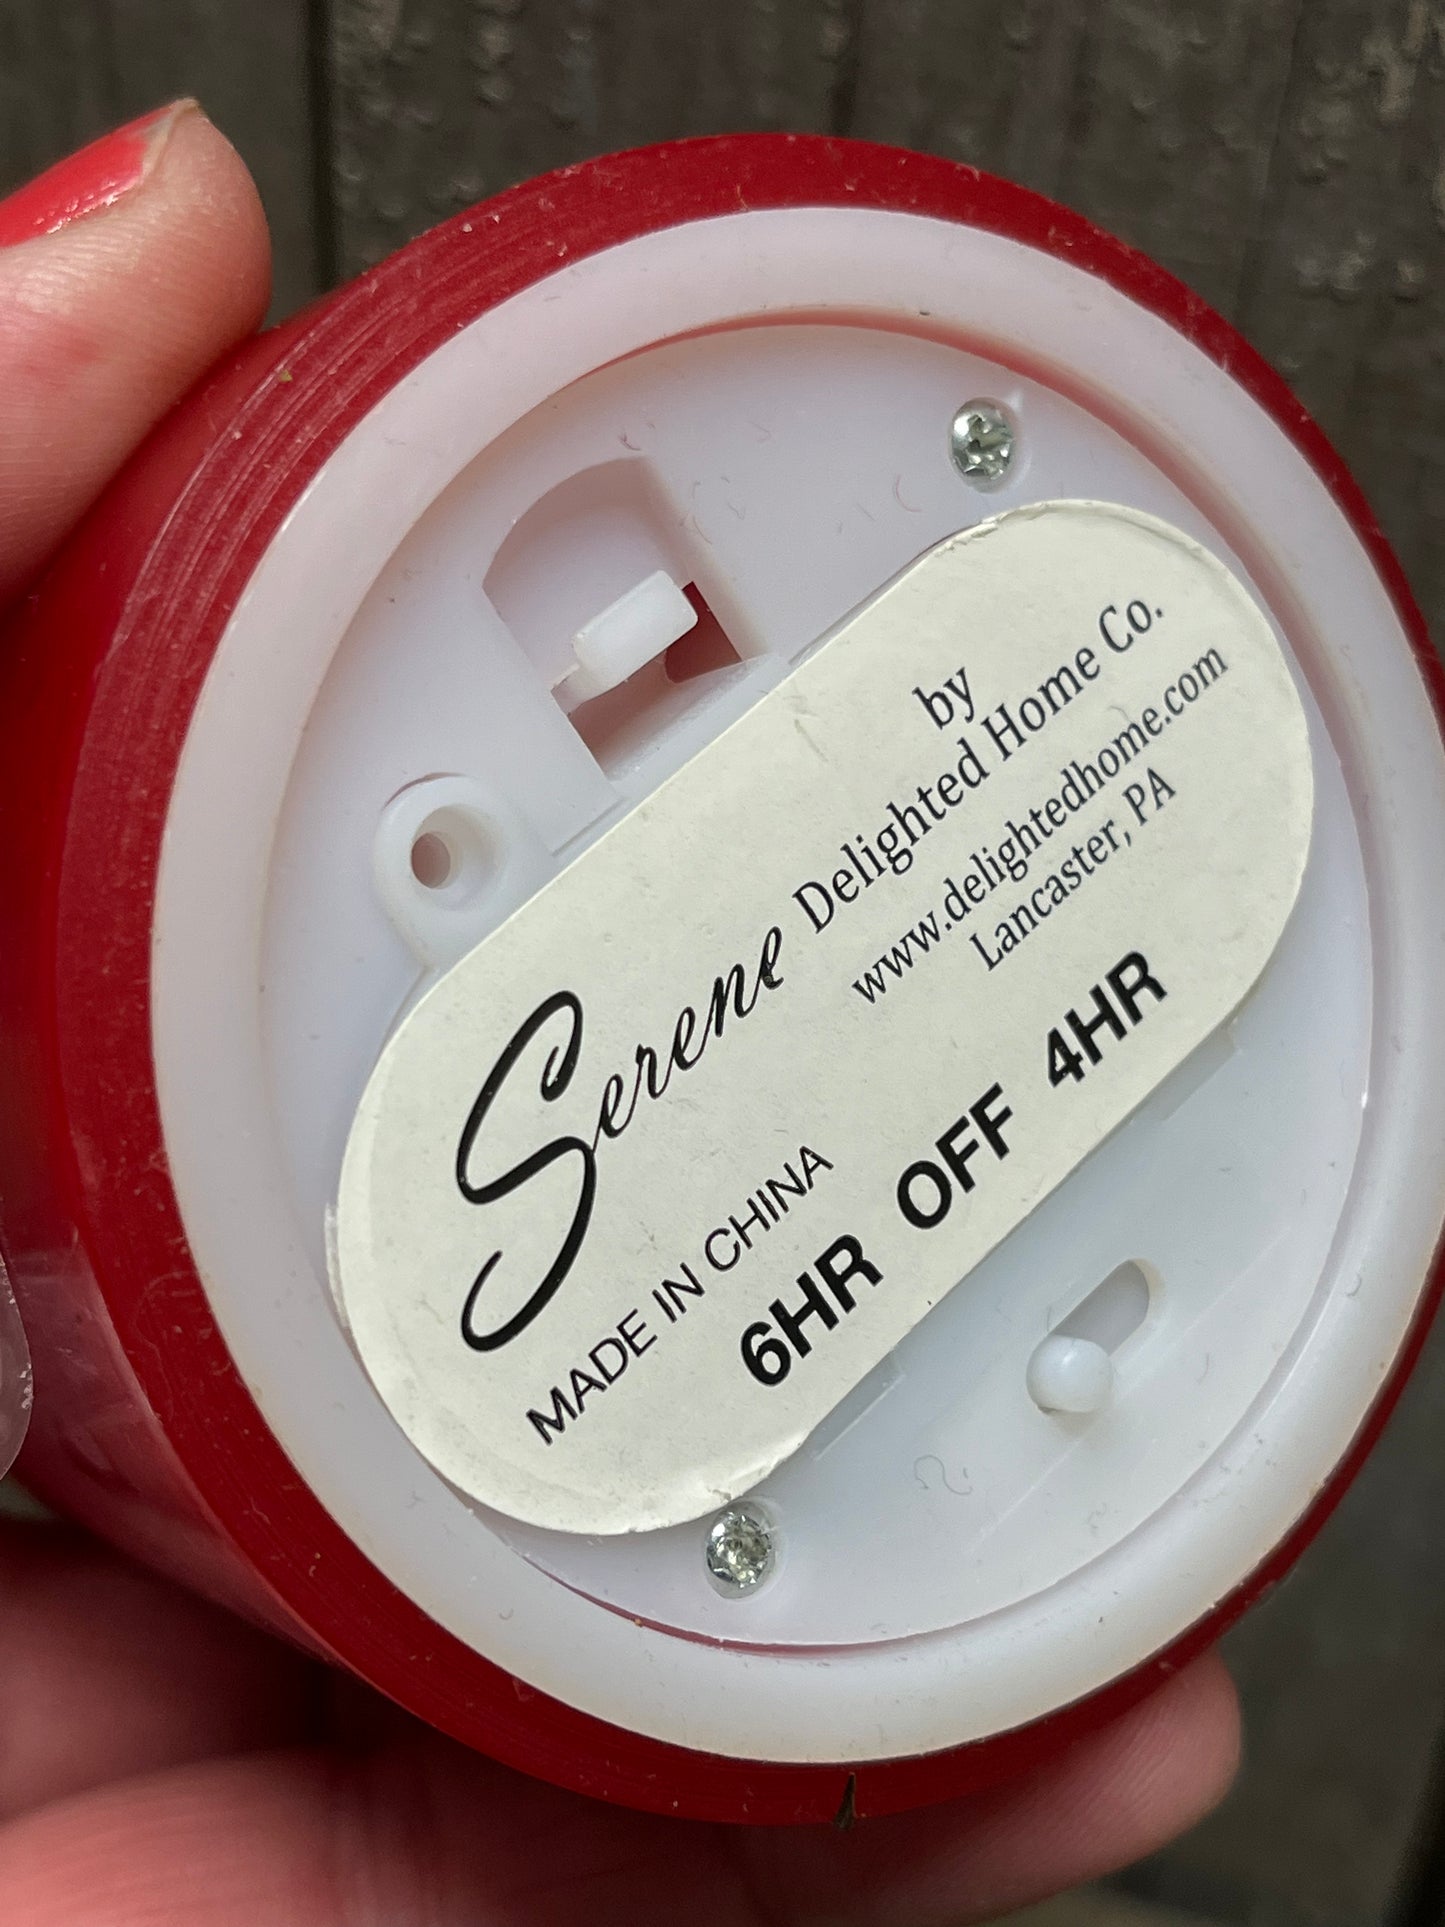 Serene
by
Delighted Home Co.
www.delightedhome.com
Lancaster, PA
MADE IN CHINA
6HR OFF 4HR